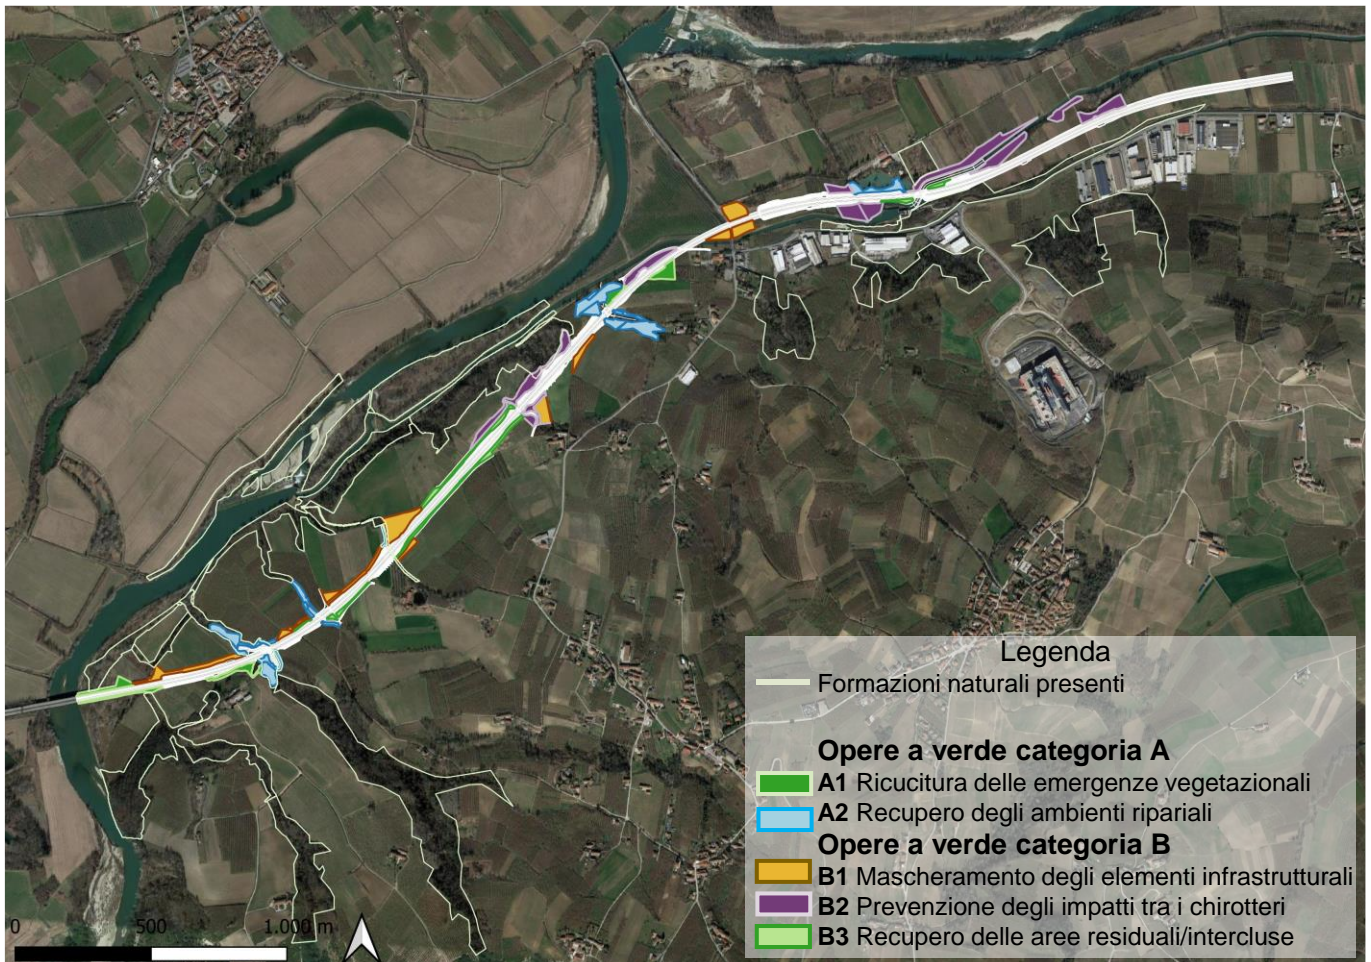 Legenda
Formazioni naturali presenti
Opere a verde categoria A
A1 Ricucitura delle emergenze vegetazionali
A2 Recupero degli ambienti ripariali
Opere a verde categoria B
B1 Mascheramento degli elementi infrastrutturali
B2 Prevenzione degli impatti tra i chirotteri
B3 Recupero delle aree residuali/intercluse
0 500 1.000 m